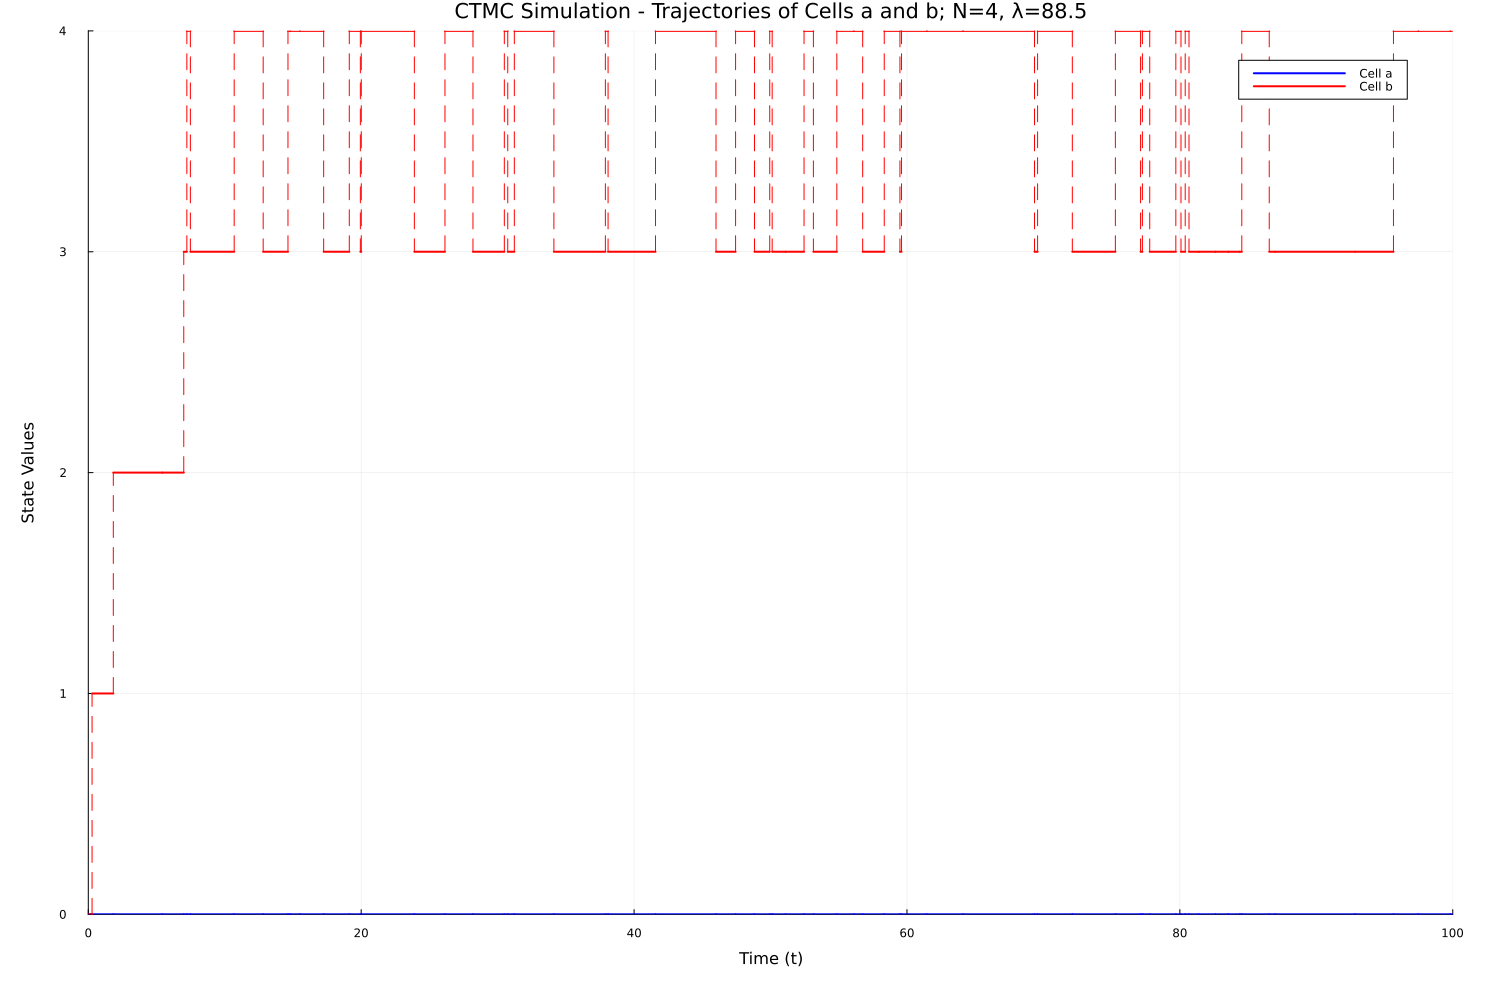 CTMC Simulation - Trajectories of Cells a and b; N=4, λ=88.5
4
Cell a
Cell b
3
2
State Values
1
0
0 20 40 60 80 100
Time (t)